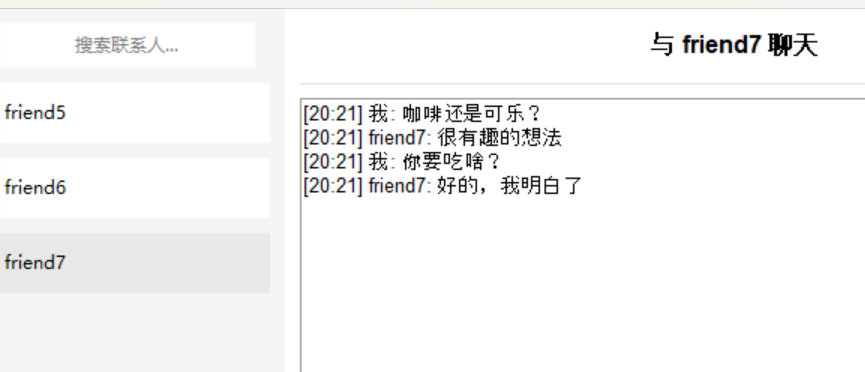 搜索联系人...
friend5
friend6
friend7
与 friend7 聊天
[20:21] 我: 咖啡还是可乐？
[20:21] friend7: 很有趣的想法
[20:21] 我: 你要吃啥？
[20:21] friend7: 好的，我明白了